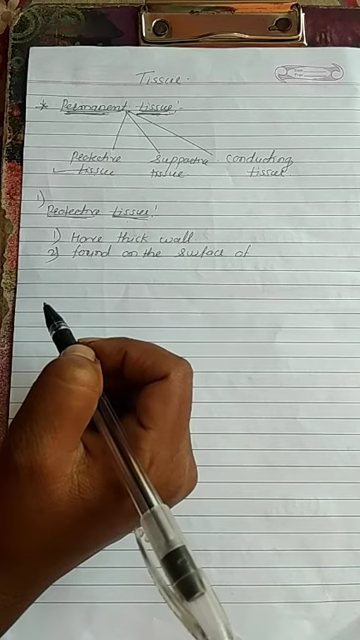 Tissue.
* Permanent tissue:-
Protective supportive conducting
tissue tissue tissue
1)
Protective tissue:
1) Have thick wall
2) found on the surface of